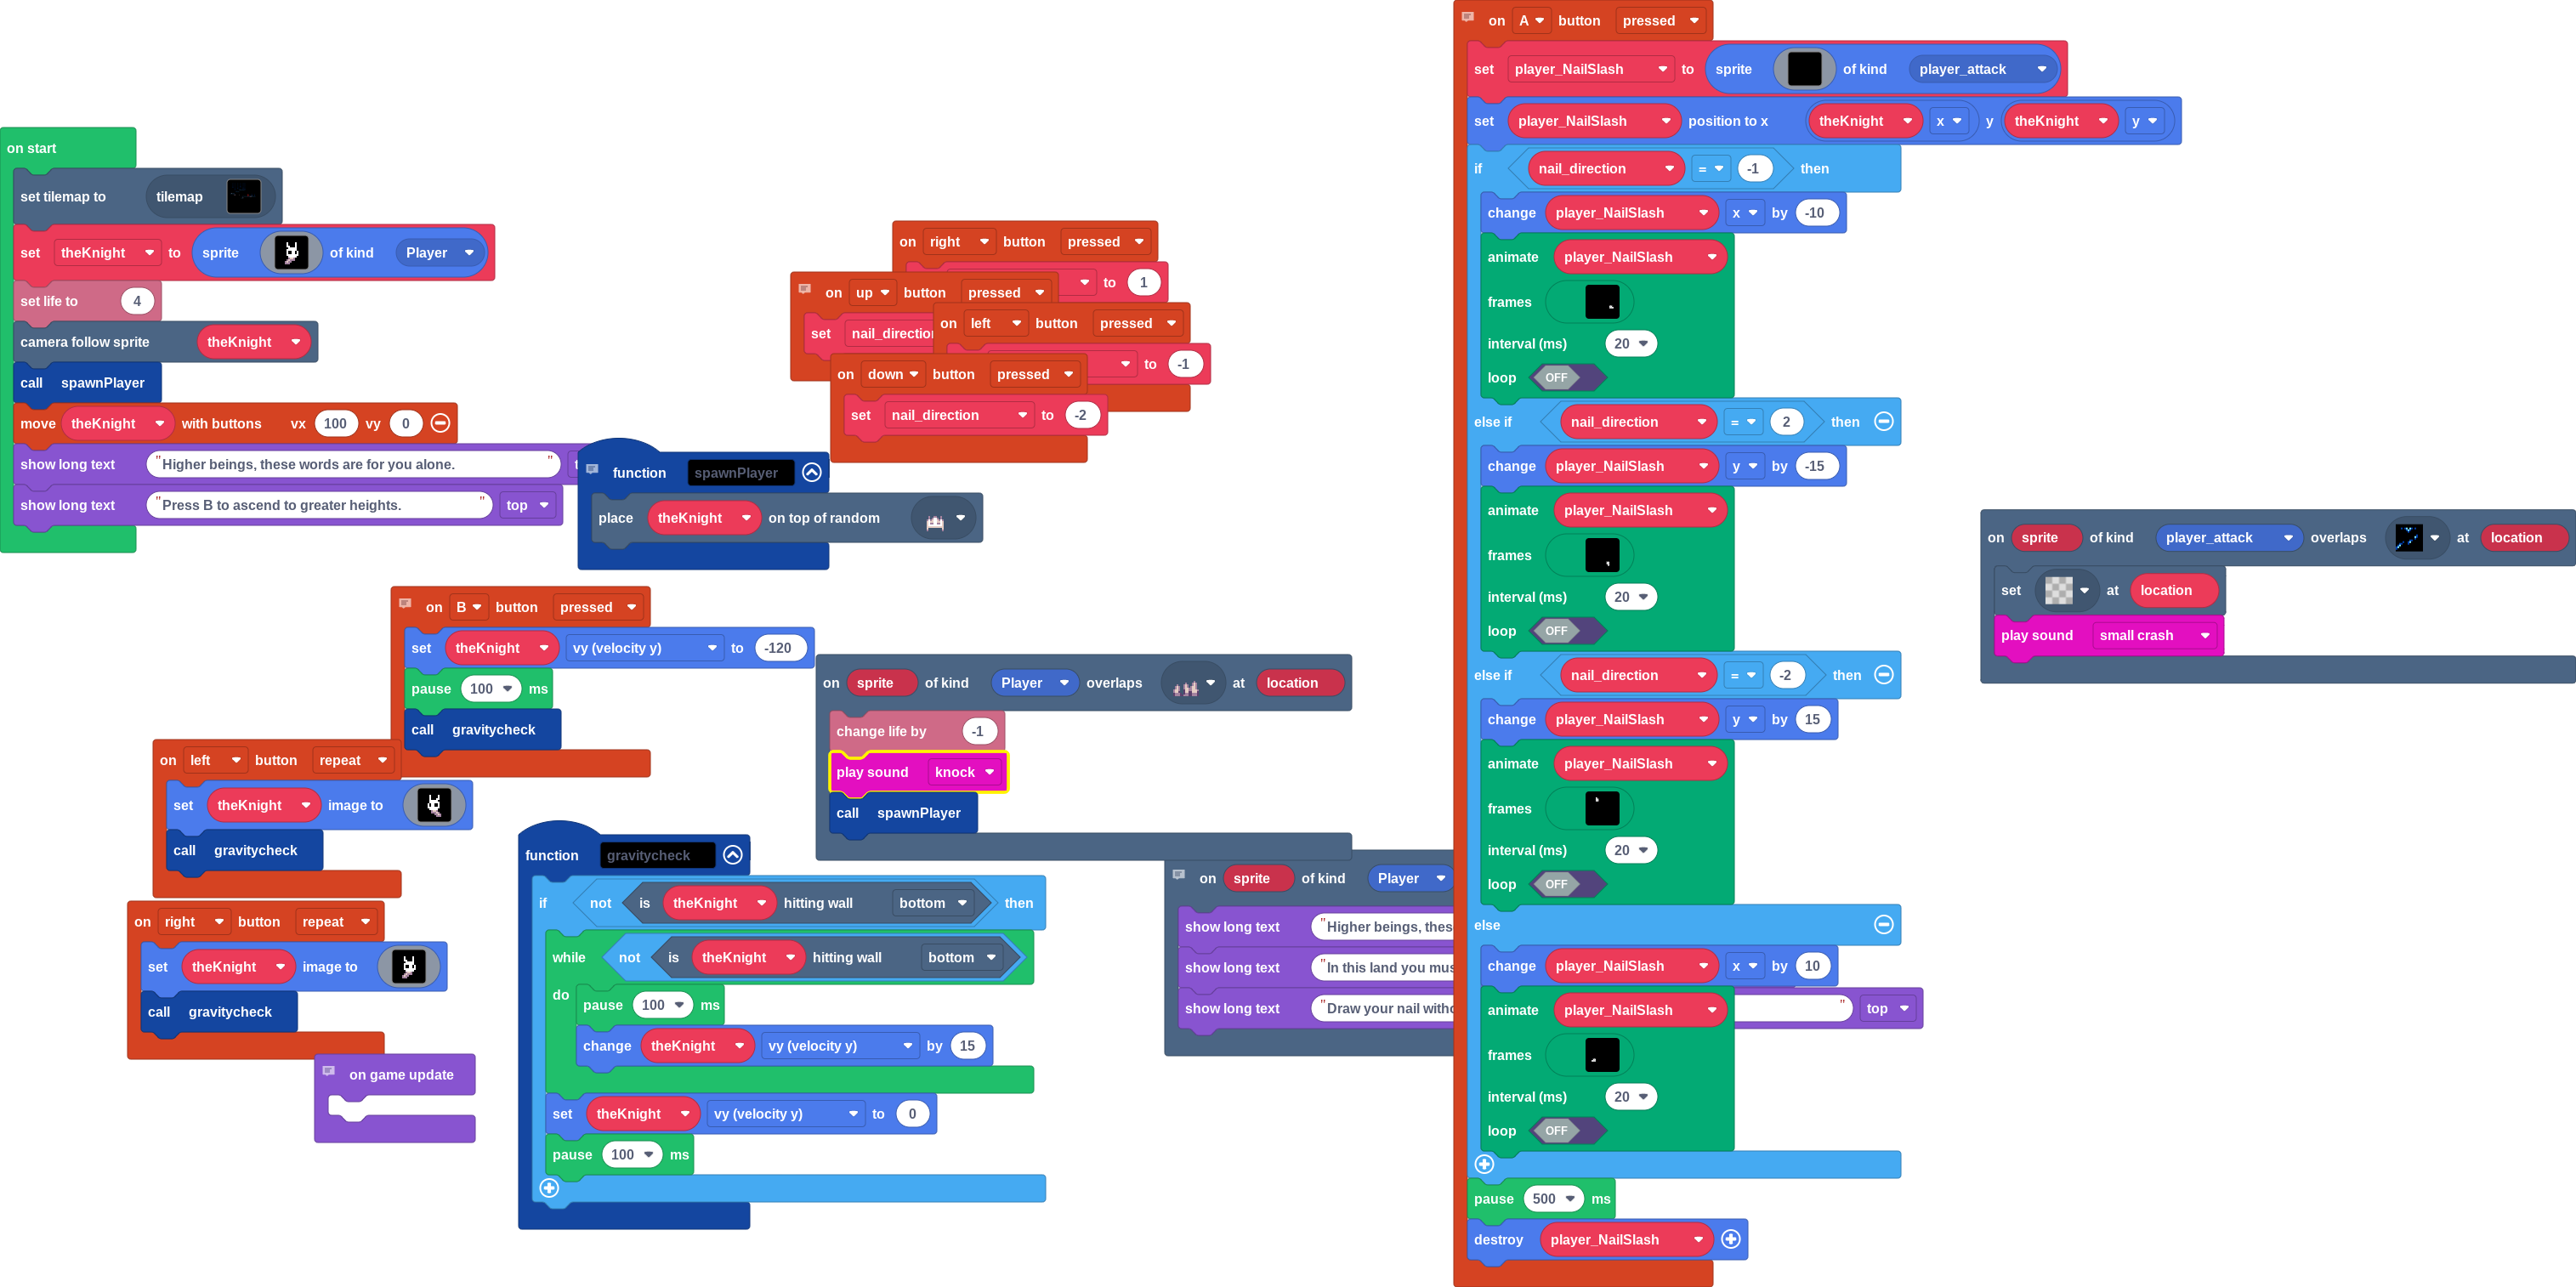 on start
set tilemap to tilemap
set theKnight to sprite of kind Player
set life to 4
camera follow sprite theKnight
call spawnPlayer
move theKnight with buttons vx 100 vy 0
show long text "Higher beings, these words are for you alone."
show long text "Press B to ascend to greater heights." top
function spawnPlayer
place theKnight on top of random
on right button pressed
to 1
on up button pressed
set nail_direction
on left button pressed
to -1
on down button pressed
set nail_direction to -2
on B button pressed
set theKnight vy (velocity y) to -120
pause 100 ms
call gravitycheck
on left button repeat
set theKnight image to
call gravitycheck
on right button repeat
set theKnight image to
call gravitycheck
on game update
function gravitycheck
if not is theKnight hitting wall bottom then
while not is theKnight hitting wall bottom
do pause 100 ms
change theKnight vy (velocity y) by 15
set theKnight vy (velocity y) to 0
pause 100 ms
on sprite of kind Player overlaps at location
change life by -1
play sound knock
call spawnPlayer
on sprite of kind Player
show long text "Higher beings, thes
show long text "In this land you mus
show long text "Draw your nail witho " top
on A button pressed
set player_NailSlash to sprite of kind player_attack
set player_NailSlash position to x theKnight x y theKnight y
if nail_direction = -1 then
change player_NailSlash x by -10
animate player_NailSlash
frames
interval (ms) 20
loop OFF
else if nail_direction = 2 then
change player_NailSlash y by -15
animate player_NailSlash
frames
interval (ms) 20
loop OFF
else if nail_direction = -2 then
change player_NailSlash y by 15
animate player_NailSlash
frames
interval (ms) 20
loop OFF
else
change player_NailSlash x by 10
animate player_NailSlash
frames
interval (ms) 20
loop OFF
pause 500 ms
destroy player_NailSlash
on sprite of kind player_attack overlaps at location
set at location
play sound small crash